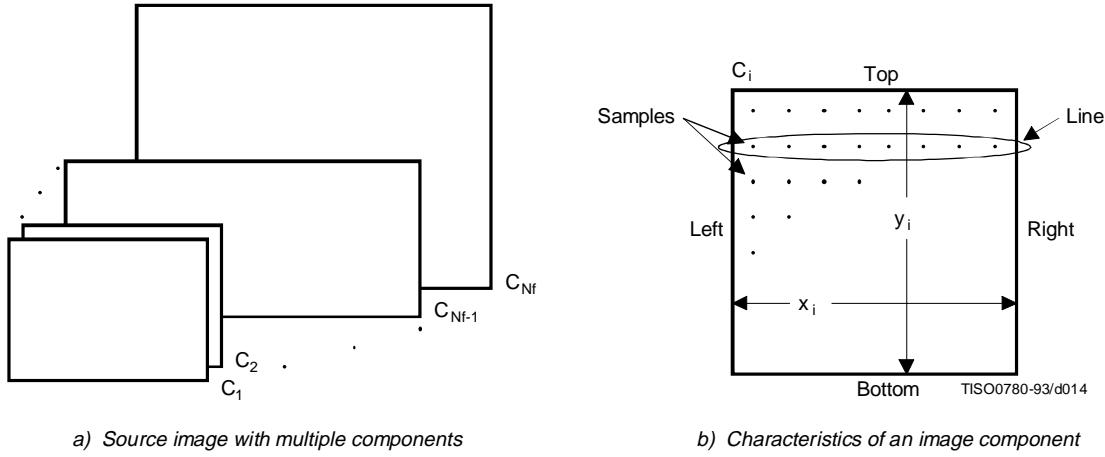 C_Nf
C_Nf-1
C_2
C_1
a) Source image with multiple components
C_i
Top
Samples
Line
Left
y_i
Right
x_i
Bottom
TISO0780-93/d014
b) Characteristics of an image component